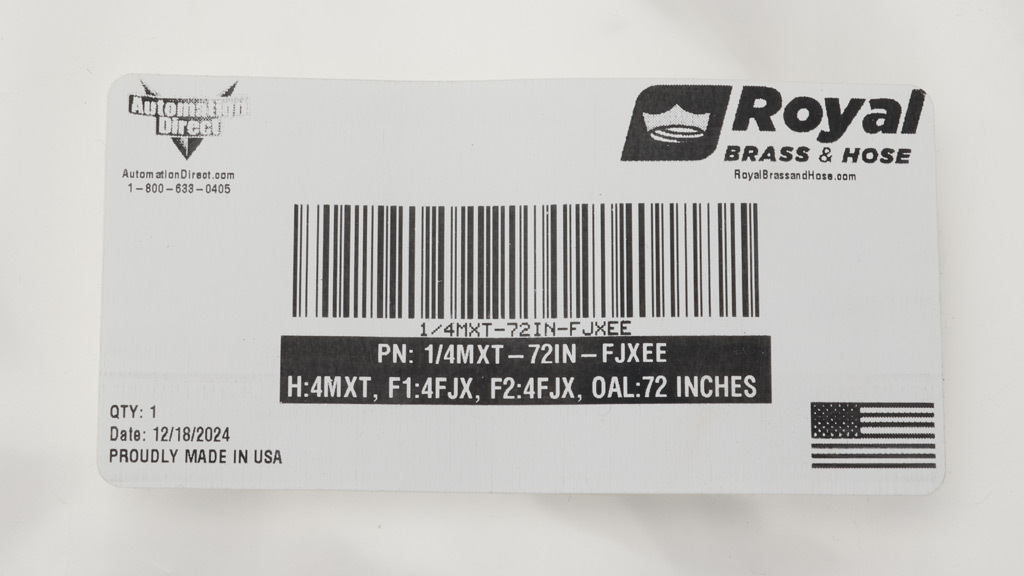 Automation
Direct
AutomationDirect.com
1-800-633-0405
Royal
BRASS & HOSE
RoyalBrassandHose.com
1/4MXT-72IN-FJXEE
PN: 1/4MXT-72IN-FJXEE
H:4MXT, F1:4FJX, F2:4FJX, OAL:72 INCHES
QTY: 1
Date: 12/18/2024
PROUDLY MADE IN USA